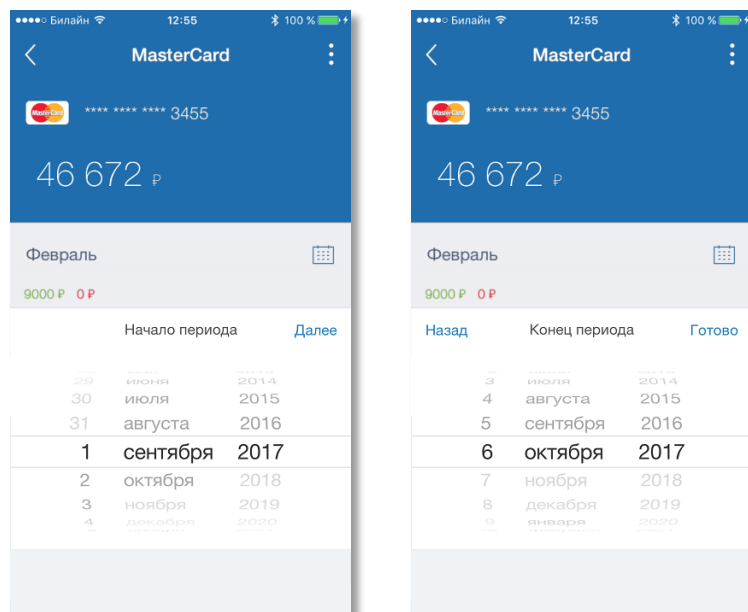 ●●●●○ Билайн 12:55 100 %
MasterCard
MasterCard **** **** **** 3455
46 672 ₽
Февраль
9000 ₽ 0 ₽
Начало периода Далее
29 июня 2014
30 июля 2015
31 августа 2016
1 сентября 2017
2 октября 2018
3 ноября 2019
4 декабря 2020
●●●●○ Билайн 12:55 100 %
MasterCard
MasterCard **** **** **** 3455
46 672 ₽
Февраль
9000 ₽ 0 ₽
Назад Конец периода Готово
3 июля 2014
4 августа 2015
5 сентября 2016
6 октября 2017
7 ноября 2018
8 декабря 2019
9 января 2020